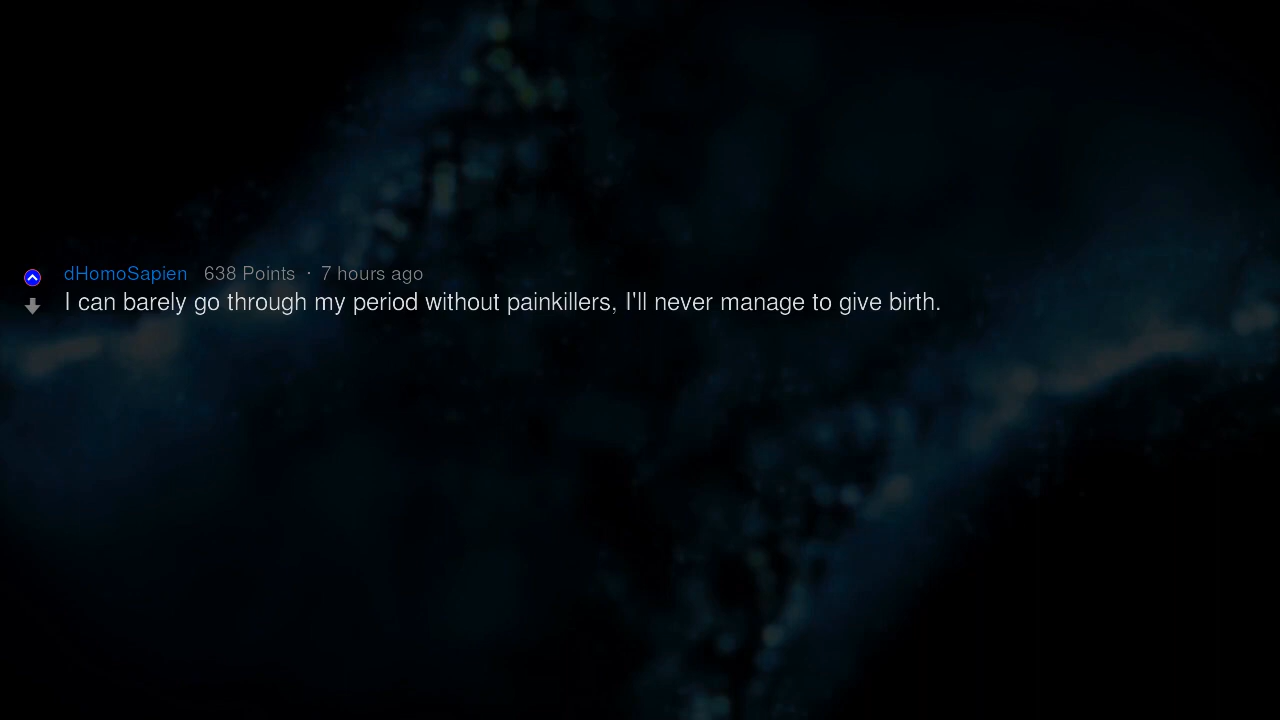 dHomoSapien 638 Points · 7 hours ago
I can barely go through my period without painkillers, I'll never manage to give birth.